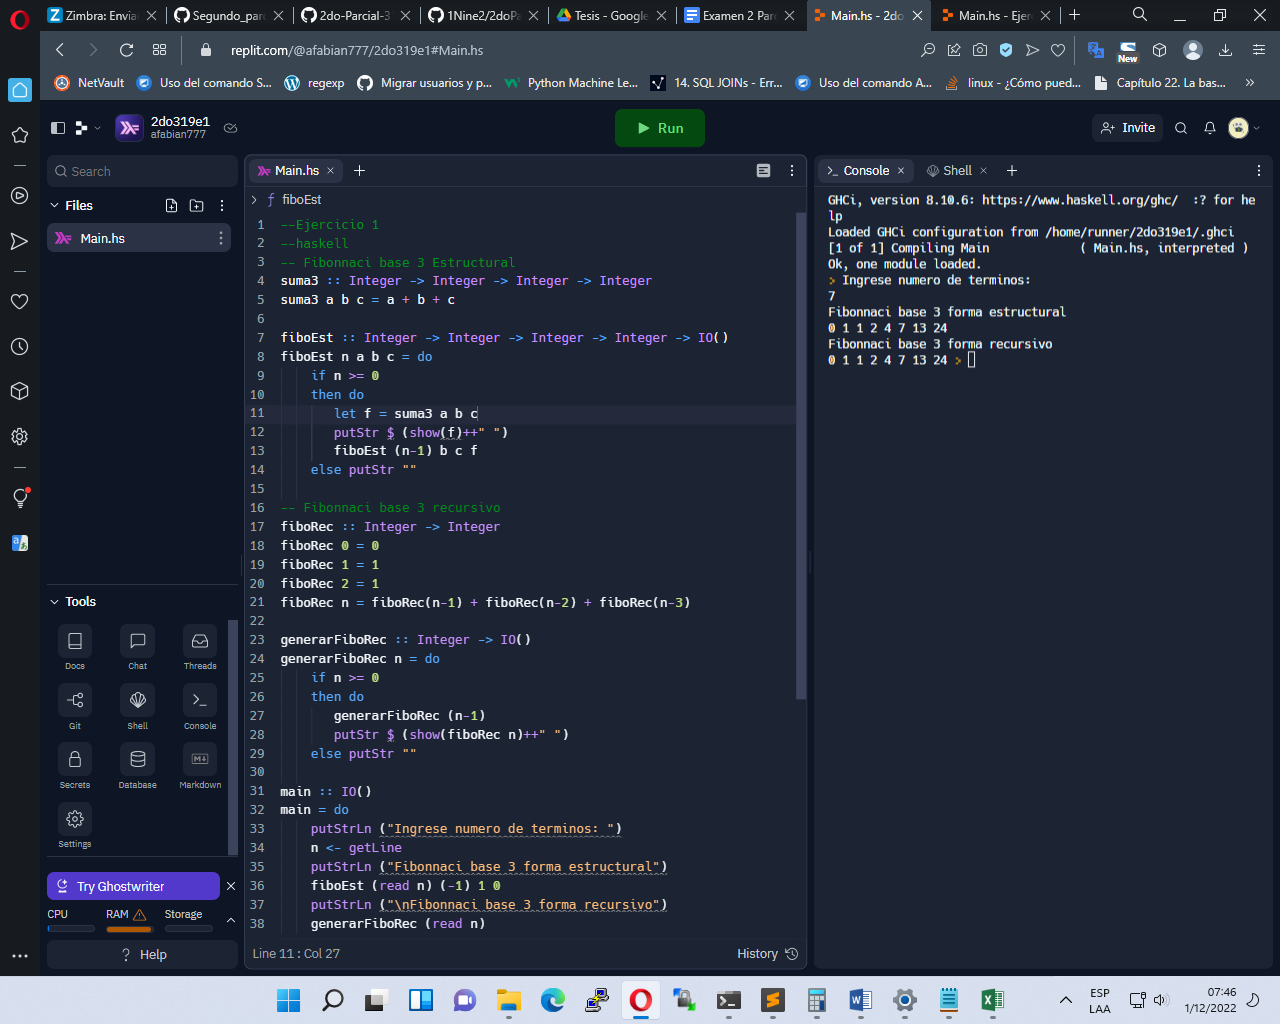 Zimbra: Envia
Segundo_par
2do-Parcial-3
1Nine2/2doPa
Tesis - Google
Examen 2 Par
Main.hs - 2do
Main.hs - Ejer
replit.com/@afabian777/2do319e1#Main.hs
New
NetVault
Uso del comando S...
regexp
Migrar usuarios y p...
Python Machine Le...
14. SQL JOINs - Err...
Uso del comando A...
linux - ¿Cómo pued...
Capítulo 22. La bas...
2do319e1
afabian777
Run
Invite
Search
Files
Main.hs
Main.hs
fiboEst
1 --Ejercicio 1
2 --haskell
3 -- Fibonnaci base 3 Estructural
4 suma3 :: Integer -> Integer -> Integer -> Integer
5 suma3 a b c = a + b + c
6
7 fiboEst :: Integer -> Integer -> Integer -> Integer -> IO()
8 fiboEst n a b c = do
9 if n >= 0
10 then do
11 let f = suma3 a b c
12 putStr $ (show(f)++" ")
13 fiboEst (n-1) b c f
14 else putStr ""
15
16 -- Fibonnaci base 3 recursivo
17 fiboRec :: Integer -> Integer
18 fiboRec 0 = 0
19 fiboRec 1 = 1
20 fiboRec 2 = 1
21 fiboRec n = fiboRec(n-1) + fiboRec(n-2) + fiboRec(n-3)
22
23 generarFiboRec :: Integer -> IO()
24 generarFiboRec n = do
25 if n >= 0
26 then do
27 generarFiboRec (n-1)
28 putStr $ (show(fiboRec n)++" ")
29 else putStr ""
30
31 main :: IO()
32 main = do
33 putStrLn ("Ingrese numero de terminos: ")
34 n <- getLine
35 putStrLn ("Fibonnaci base 3 forma estructural")
36 fiboEst (read n) (-1) 1 0
37 putStrLn ("\nFibonnaci base 3 forma recursivo")
38 generarFiboRec (read n)
Line 11 : Col 27
History
Console
Shell
GHCi, version 8.10.6: https://www.haskell.org/ghc/  :? for he
lp
Loaded GHCi configuration from /home/runner/2do319e1/.ghci
[1 of 1] Compiling Main             ( Main.hs, interpreted )
Ok, one module loaded.
> Ingrese numero de terminos:
7
Fibonnaci base 3 forma estructural
0 1 1 2 4 7 13 24
Fibonnaci base 3 forma recursivo
0 1 1 2 4 7 13 24 >
Tools
Docs
Chat
Threads
Git
Shell
Console
Secrets
Database
Markdown
Settings
Try Ghostwriter
CPU
RAM
Storage
? Help
ESP
LAA
07:46
1/12/2022